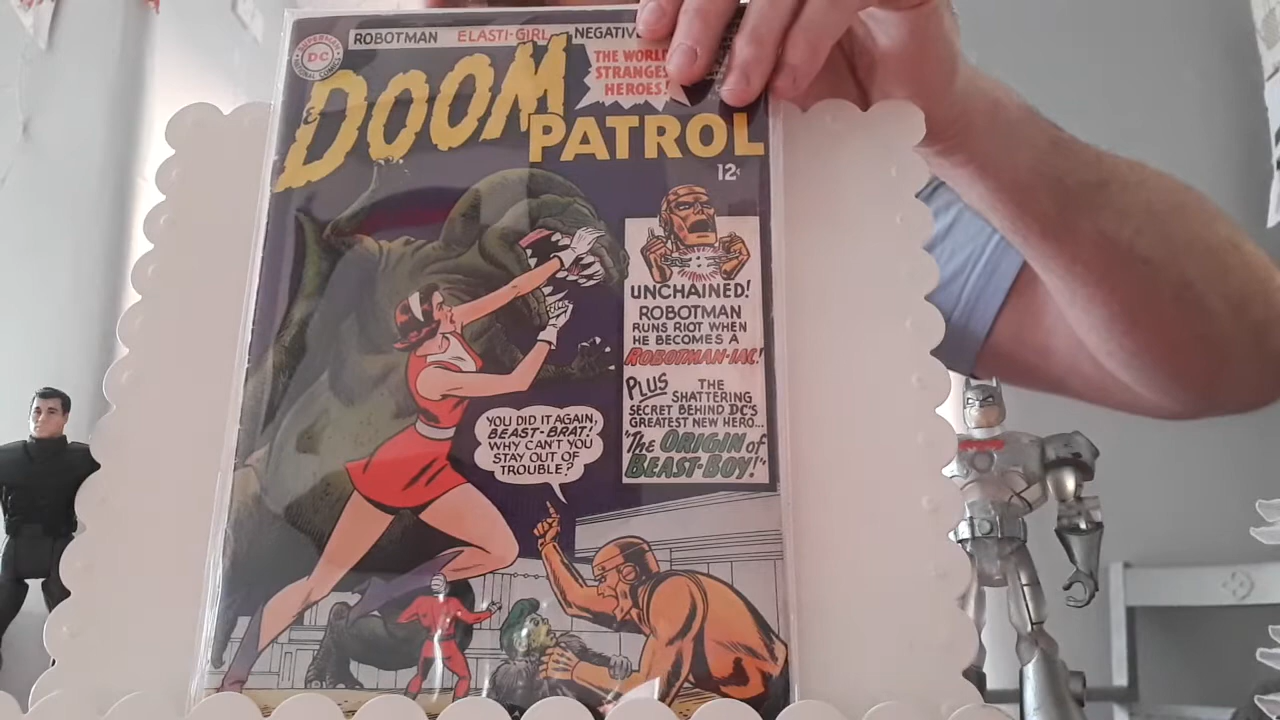 ROBOTMAN ELASTI-GIRL NEGATIVE
SUPERMAN
DC
NATIONAL COMICS
THE WORLD
STRANGES
HEROES!
DOOM
PATROL
12¢
UNCHAINED!
ROBOTMAN
RUNS RIOT WHEN
HE BECOMES A
ROBOTMAN-IAC!
PLUS THE
SHATTERING
SECRET BEHIND DC'S
GREATEST NEW HERO...
"The ORIGIN of
BEAST-BOY!"
YOU DID IT AGAIN,
BEAST-BRAT!
WHY CAN'T YOU
STAY OUT OF
TROUBLE?